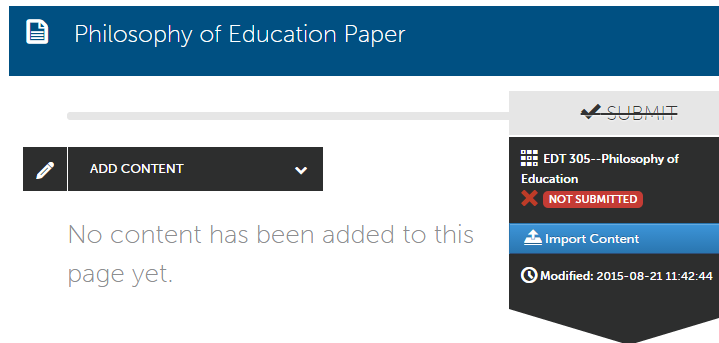 Philosophy of Education Paper
SUBMIT
ADD CONTENT
No content has been added to this
page yet.
EDT 305--Philosophy of
Education
NOT SUBMITTED
Import Content
Modified: 2015-08-21 11:42:44